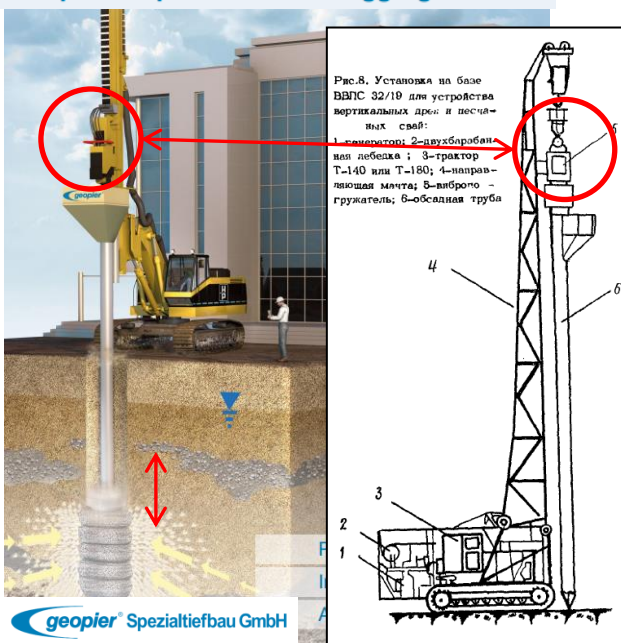 geopier
Рис.8. Установка на базе
ВВПС 32/19 для устройства
вертикальных дрен и песча-
ных свай:
1-генератор; 2-двухбарабан-
ная лебедка ; 3-трактор
Т-140 или Т-180; 4-направ-
ляющая мачта; 5-вибропо -
гружатель; 6-обсадная труба
5
4
6
3
2
1
geopier® Spezialtiefbau GmbH